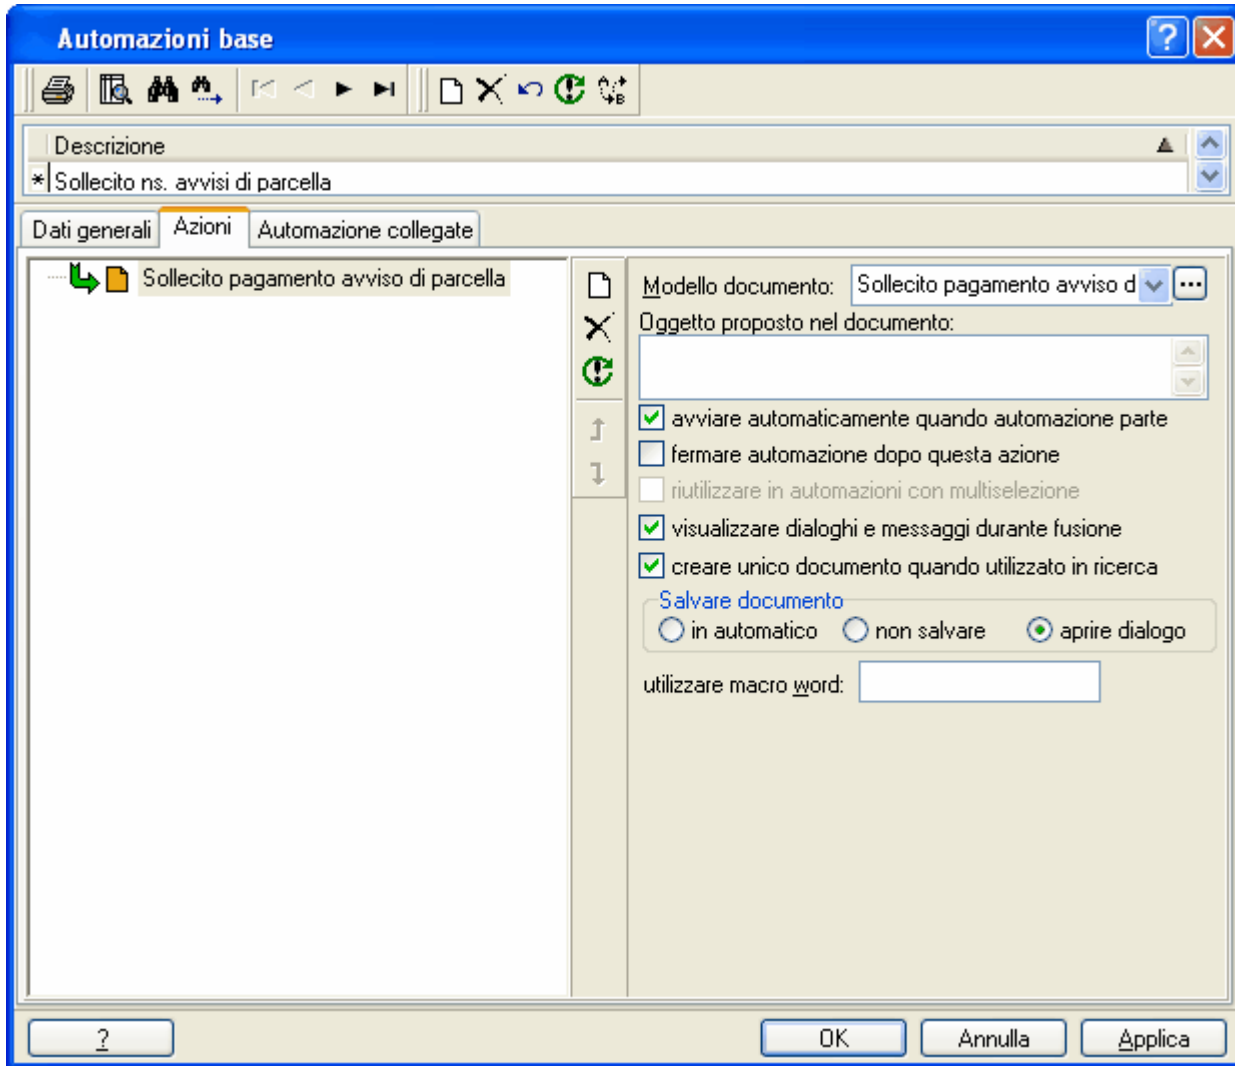 Automazioni base
Descrizione
* Sollecito ns. avvisi di parcella
Dati generali Azioni Automazione collegate
Sollecito pagamento avviso di parcella
Modello documento: Sollecito pagamento avviso d ...
Oggetto proposto nel documento:
avviare automaticamente quando automazione parte
fermare automazione dopo questa azione
riutilizzare in automazioni con multiselezione
visualizzare dialoghi e messaggi durante fusione
creare unico documento quando utilizzato in ricerca
Salvare documento
in automatico non salvare aprire dialogo
utilizzare macro word:
? OK Annulla Applica